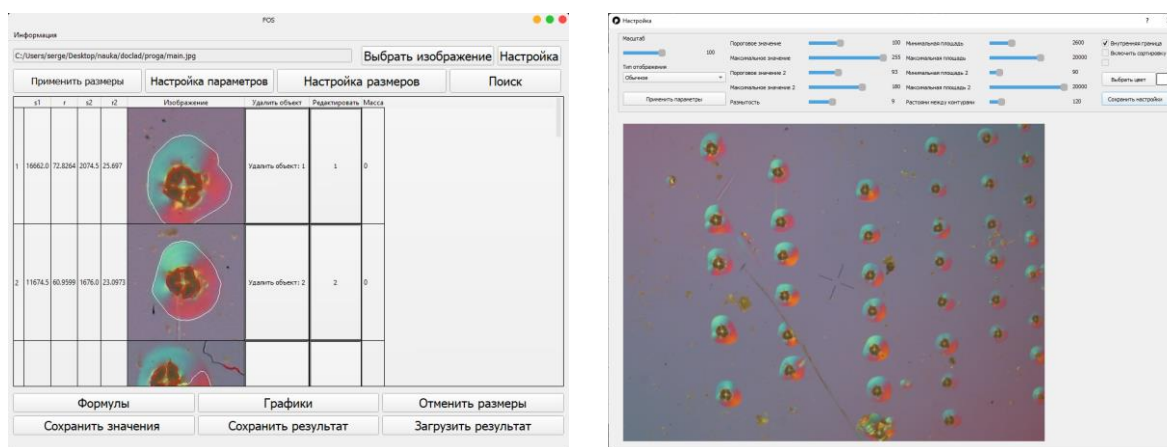 POS
Информация
C:/Users/serge/Desktop/nauka/doclad/proga/main.jpg Выбрать изображение Настройка
Применить размеры Настройка параметров Настройка размеров Поиск
s1 r s2 r2 Изображение Удалить объект Редактировать Масса
1 16662.0 72.8264 2074.5 25.697 Удалить объект: 1 1 0
2 11674.5 60.9599 1676.0 23.0973 Удалить объект: 2 2 0
Формулы Графики Отменить размеры
Сохранить значения Сохранить результат Загрузить результат
Настройка ?
Масштаб
100
Тип отображения
Обычное
Применить параметры
Пороговое значение 100
Максимальное значение 255
Пороговое значение 2 93
Максимальное значение 2 180
Размытость 9
Минимальная площадь 2600
Максимальная площадь 20000
Минимальная площадь 2 90
Максимальная площадь 2 20000
Растояни между контурами 120
Внутренняя граница
Включить сортировку
Выбрать цвет
Сохранить настройки